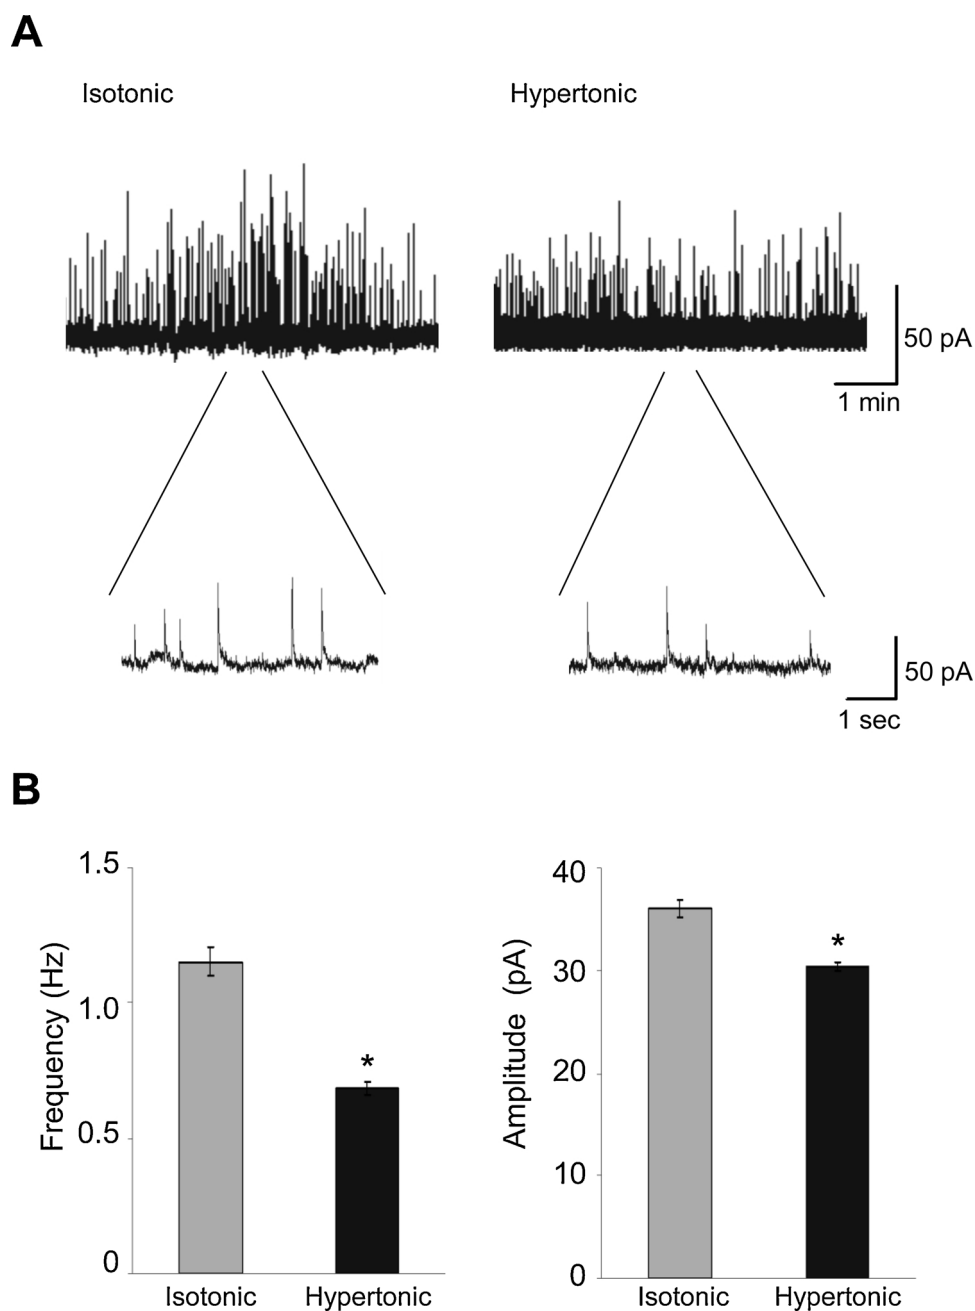 A
Isotonic
Hypertonic
50 pA
1 min
50 pA
1 sec
B
Frequency (Hz)
1.5
1.0
0.5
0
Isotonic
Hypertonic
*
Amplitude (pA)
40
30
20
10
0
Isotonic
Hypertonic
*